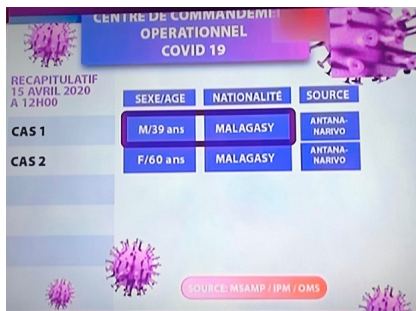 CENTRE DE COMMANDEMENT
OPERATIONNEL
COVID 19
RECAPITULATIF
15 AVRIL 2020
A 12H00
SEXE/AGE NATIONALITÉ SOURCE
CAS 1 M/39 ans MALAGASY ANTANA-
NARIVO
CAS 2 F/60 ans MALAGASY ANTANA-
NARIVO
SOURCE: MSAMP / IPM / OMS